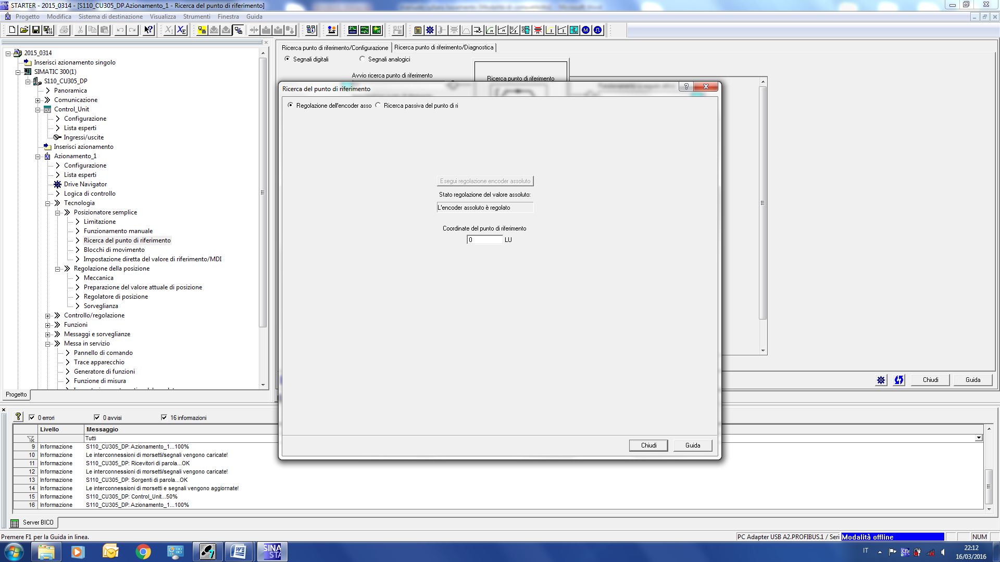 STARTER - 2015_0314 - [S110_CU305_DP.Azionamento_1 - Ricerca del punto di riferimento]
Progetto Modifica Sistema di destinazione Visualizza Strumenti Finestra Guida
2015_0314
Inserisci azionamento singolo
SIMATIC 300(1)
S110_CU305_DP
Panoramica
Comunicazione
Control_Unit
Configurazione
Lista esperti
Ingressi/uscite
Inserisci azionamento
Azionamento_1
Configurazione
Lista esperti
Drive Navigator
Logica di controllo
Tecnologia
Posizionatore semplice
Limitazione
Funzionamento manuale
Ricerca del punto di riferimento
Blocchi di movimento
Impostazione diretta del valore di riferimento/MDI
Regolazione della posizione
Meccanica
Preparazione del valore attuale di posizione
Regolatore di posizione
Sorveglianza
Controllo/regolazione
Funzioni
Messaggi e sorveglianze
Messa in servizio
Pannello di comando
Trace apparecchio
Generatore di funzioni
Funzione di misura
Progetto
Ricerca punto di riferimento/Configurazione
Ricerca punto di riferimento/Diagnostica
Segnali digitali
Segnali analogici
Avvio ricerca punto di riferimento
Ricerca punto di riferimento
Ricerca del punto di riferimento
Regolazione dell'encoder asso
Ricerca passiva del punto di ri
Esegui regolazione encoder assoluto
Stato regolazione del valore assoluto:
L'encoder assoluto è regolato
Coordinate del punto di riferimento
0 LU
Chiudi
Guida
Chiudi
Guida
0 errori
0 avvisi
16 informazioni
Livello Messaggio
Tutti
9 Informazione S110_CU305_DP: Azionamento_1...100%
10 Informazione Le interconnessioni di morsetti/segnali vengono caricate!
11 Informazione S110_CU305_DP: Ricevitori di parola...OK
12 Informazione Le interconnessioni di morsetti/segnali vengono caricate!
13 Informazione S110_CU305_DP: Sorgenti di parola...OK
14 Informazione Le interconnessioni di morsetti e segnali vengono aggiornate!
15 Informazione S110_CU305_DP: Control_Unit...50%
16 Informazione S110_CU305_DP: Azionamento_1...100%
Server BICO
Premere F1 per la Guida in linea.
PC Adapter USB A2.PROFIBUS.1 / Seri
Modalità offline
NUM
IT
22:12
16/03/2016